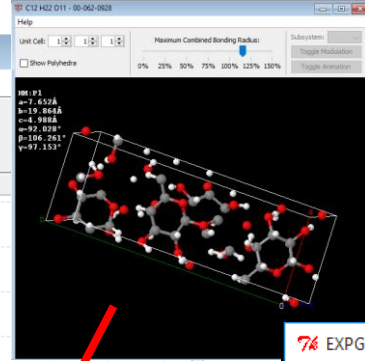 C12 H22 O11 - 00-062-0928
Help
Unit Cell: 1 1 1
Maximum Combined Bonding Radius:
Subsystem:
Show Polyhedra
Toggle Modulation
0% 25% 50% 75% 100% 125% 150%
Toggle Animation
HM:P1
a=7.652Å
b=19.864Å
c=4.988Å
α=92.028°
β=106.261°
γ=97.153°
EXPG